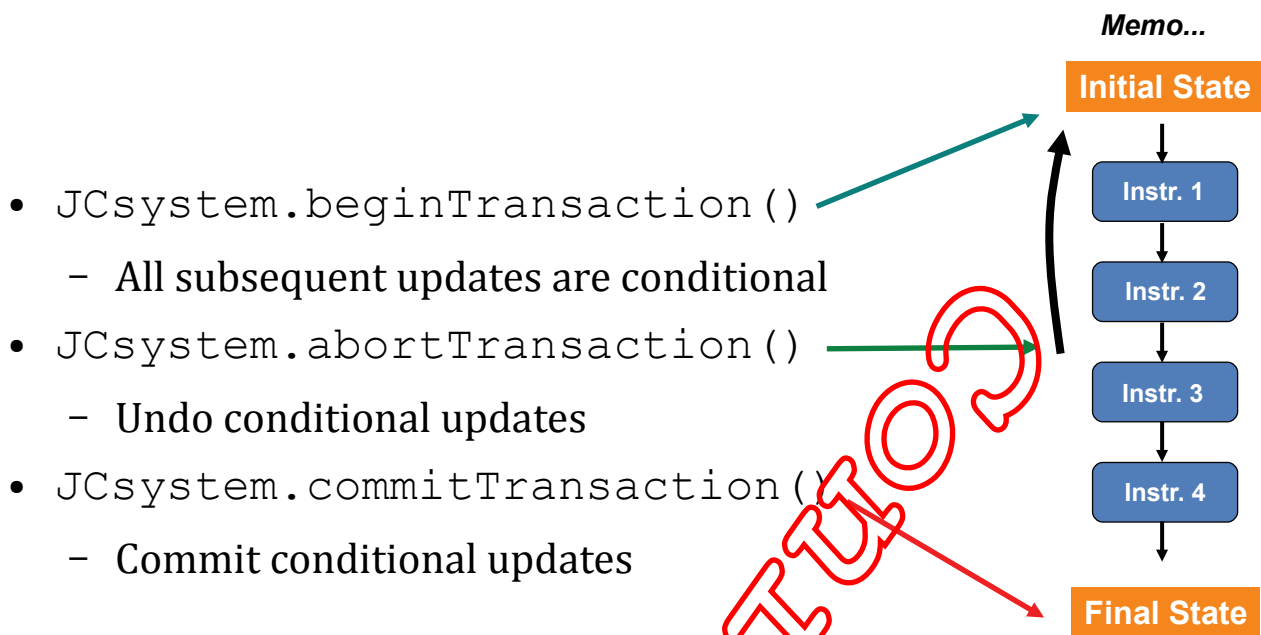 Memo...
Initial State
Instr. 1
• JCsystem.beginTransaction()
– All subsequent updates are conditional
Instr. 2
• JCsystem.abortTransaction()
Instr. 3
– Undo conditional updates
• JCsystem.commitTransaction()
Instr. 4
– Commit conditional updates
Final State